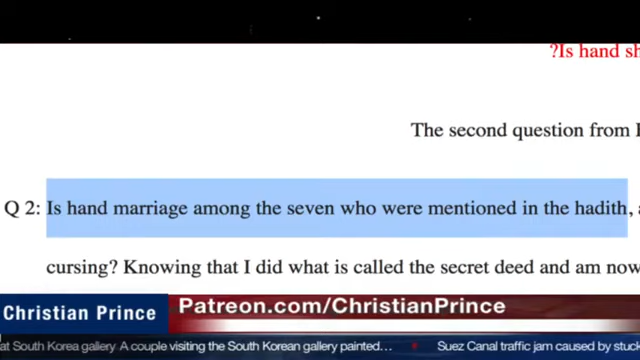 ?Is hand
The second question from
Q 2: Is hand marriage among the seven who were mentioned in the hadith,
cursing? Knowing that I did what is called the secret deed and am now
Christian Prince
Patreon.com/ChristianPrince
at South Korea gallery A couple visiting the South Korean gallery painted... Suez Canal traffic jam caused by stuck